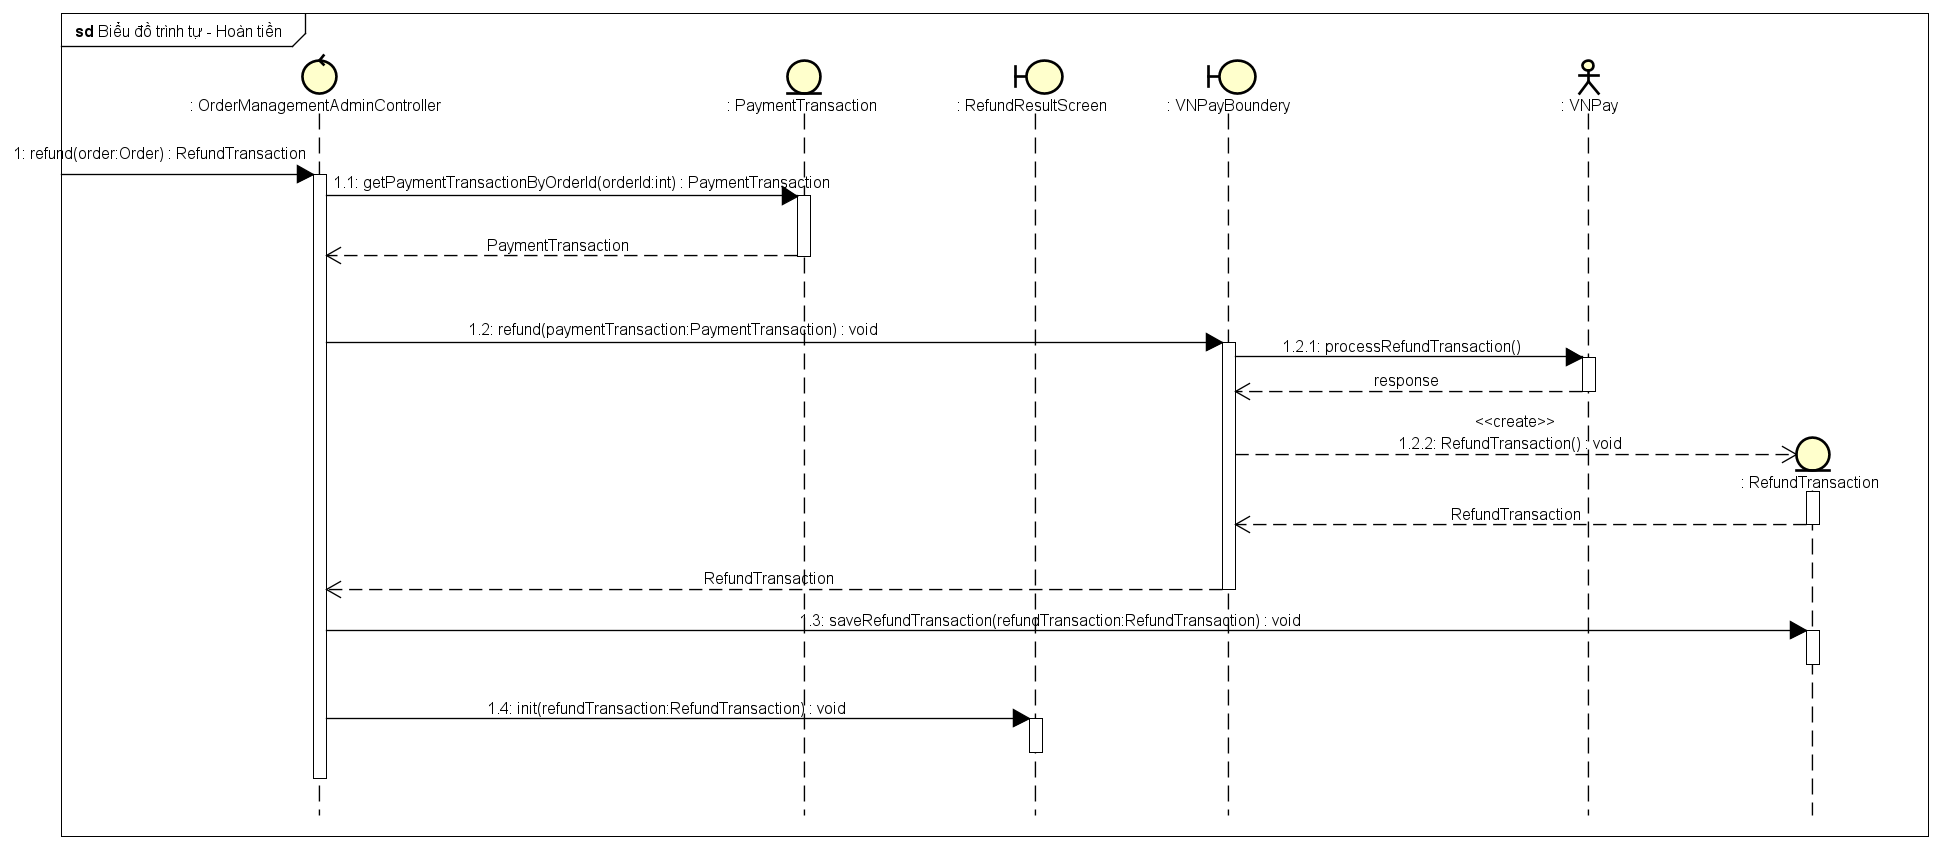 sd Biểu đồ trình tự - Hoàn tiền
: OrderManagementAdminController
: PaymentTransaction
: RefundResultScreen
: VNPayBoundery
: VNPay
1: refund(order:Order) : RefundTransaction
1.1: getPaymentTransactionByOrderId(orderId:int) : PaymentTransaction
PaymentTransaction
1.2: refund(paymentTransaction:PaymentTransaction) : void
1.2.1: processRefundTransaction()
response
<<create>>
1.2.2: RefundTransaction() : void
: RefundTransaction
RefundTransaction
RefundTransaction
1.3: saveRefundTransaction(refundTransaction:RefundTransaction) : void
1.4: init(refundTransaction:RefundTransaction) : void